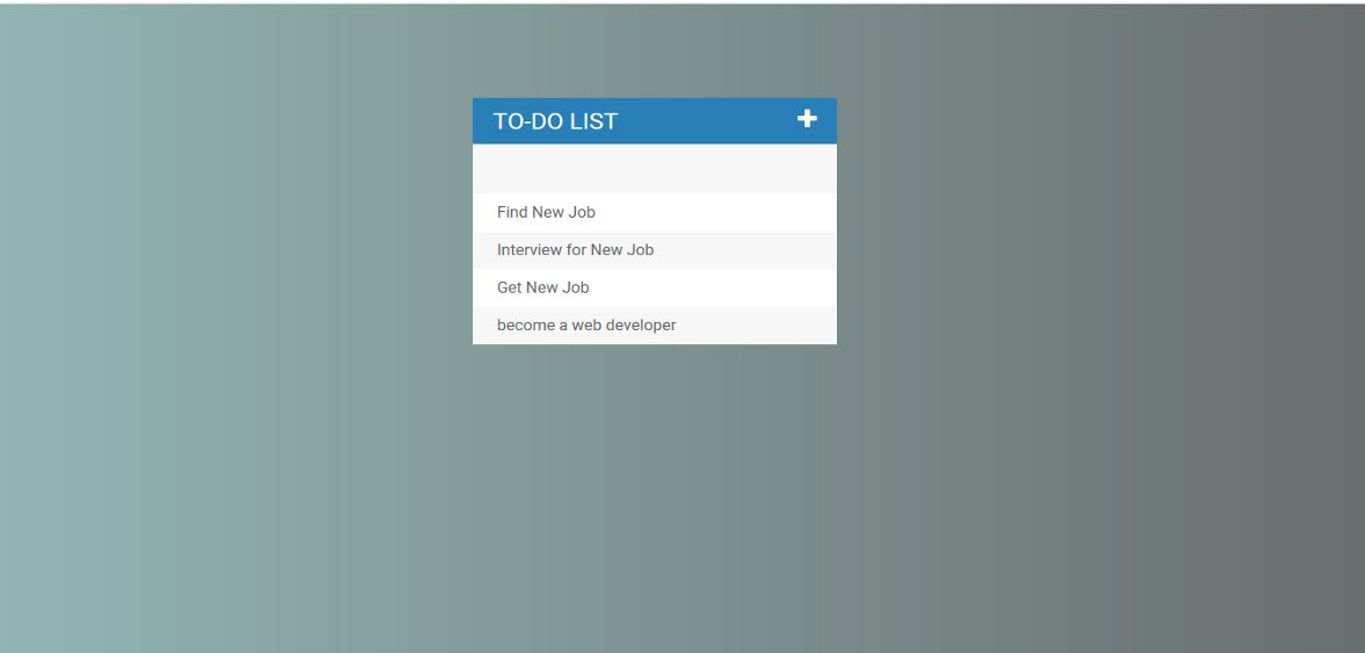 TO-DO LIST
Find New Job
Interview for New Job
Get New Job
become a web developer